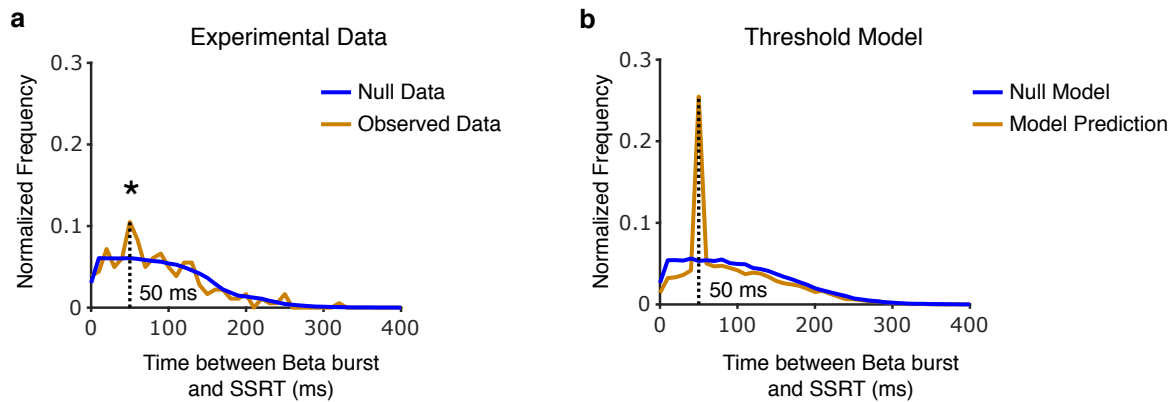 a
Experimental Data
0.3
0.2
0.1
0
Normalized Frequency
Null Data
Observed Data
*
50 ms
0 100 200 300 400
Time between Beta burst
and SSRT (ms)
b
Threshold Model
0.3
0.2
0.1
0
Normalized Frequency
Null Model
Model Prediction
50 ms
0 100 200 300 400
Time between Beta burst
and SSRT (ms)